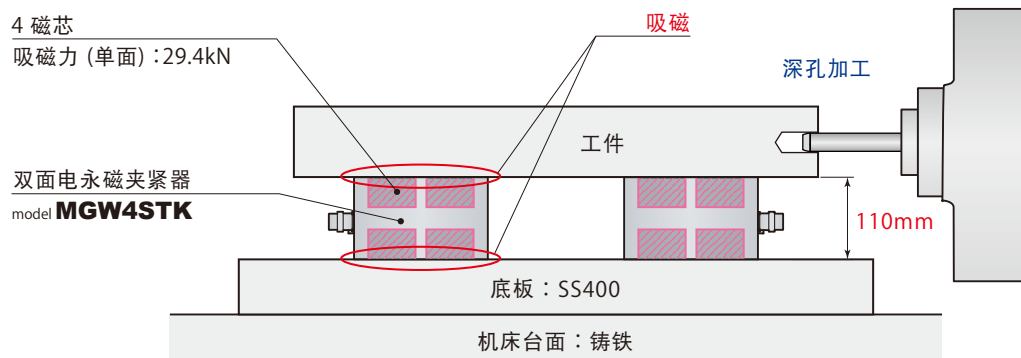 4 磁芯
吸磁力 (单面) :29.4kN
吸磁
深孔加工
工件
双面电永磁夹紧器
model MGW4STK
110mm
底板：SS400
机床台面：铸铁